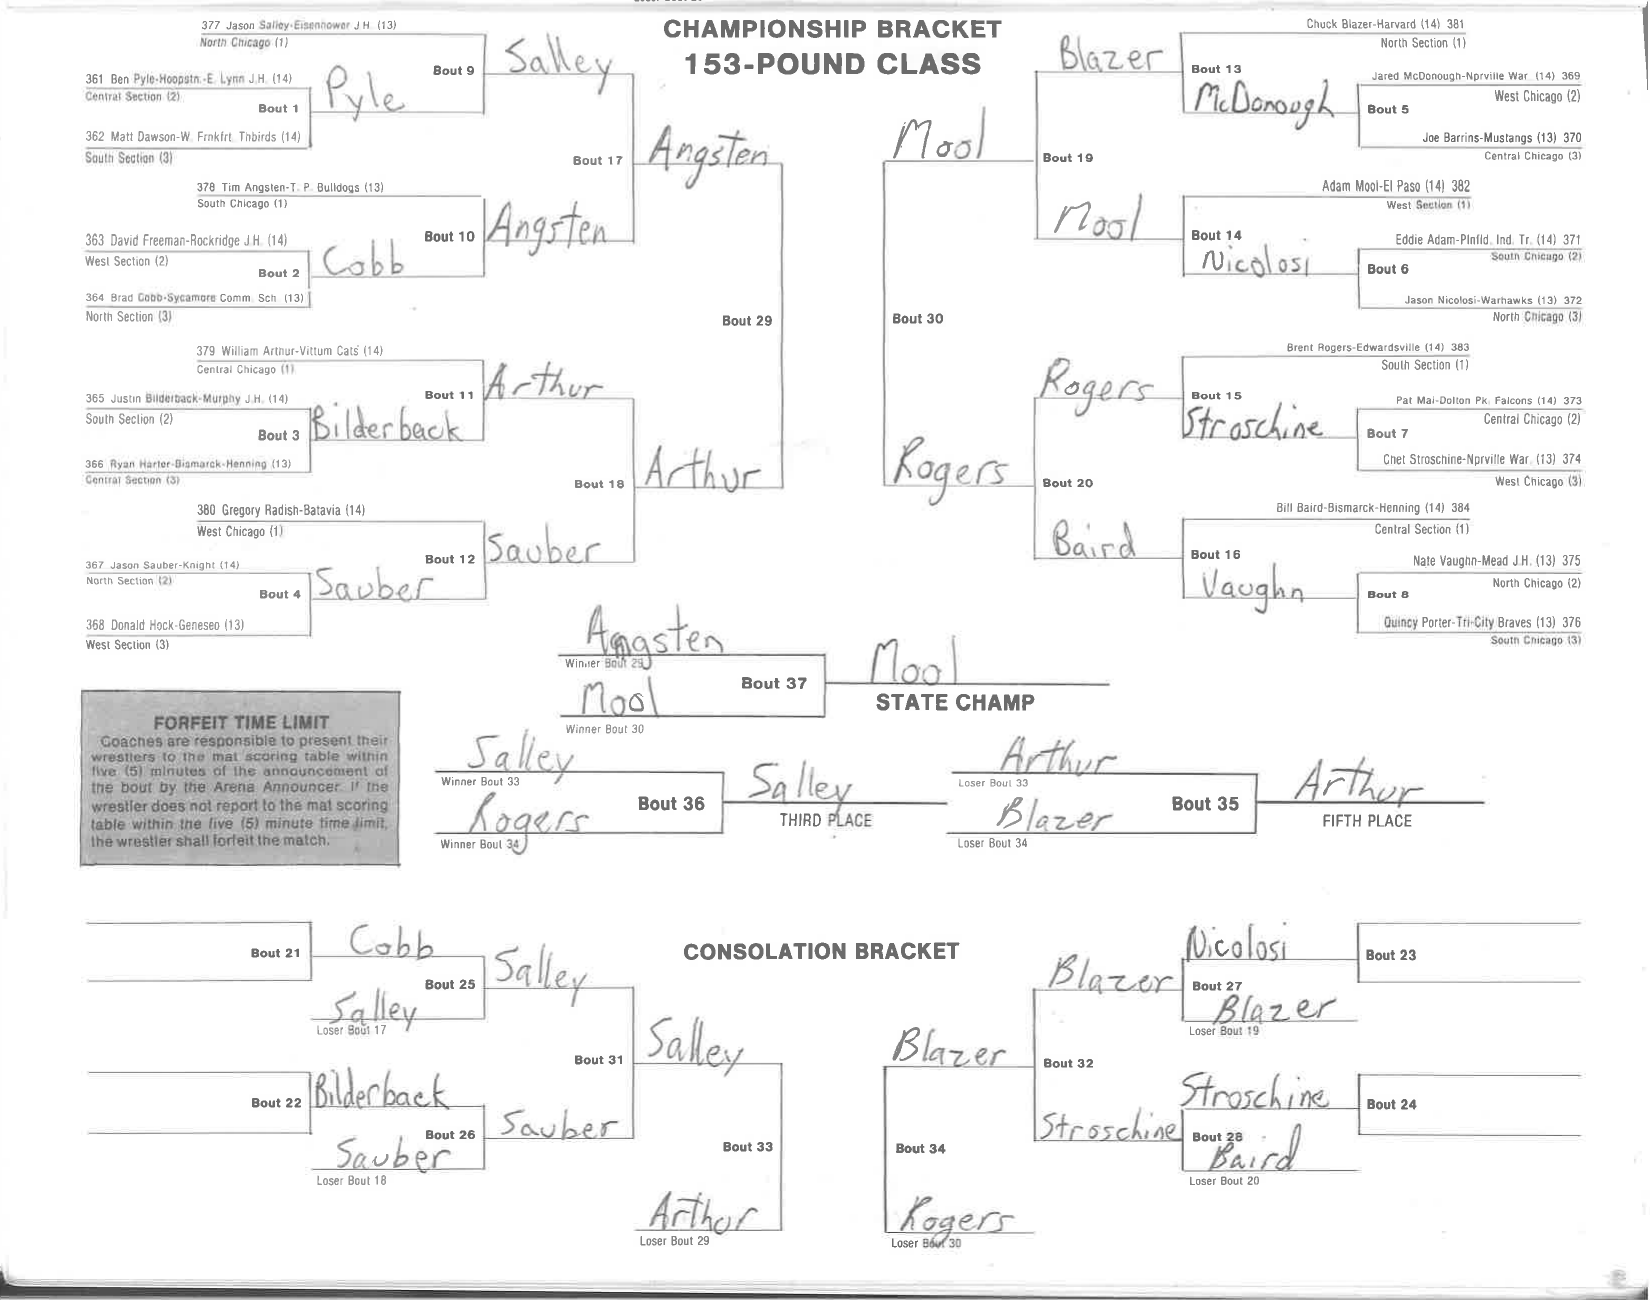 CHAMPIONSHIP BRACKET
153-POUND CLASS
377 Jason Salley-Eisenhower J.H. (13)
North Chicago (1)
Bout 9
Salley
361 Ben Pyle-Hoopstn.-E. Lynn J.H. (14)
Central Section (2)
Bout 1
Pyle
362 Matt Dawson-W. Frnkfrt. Thbirds (14)
South Section (3)
Bout 17
Angsten
378 Tim Angsten-T. P. Bulldogs (13)
South Chicago (1)
Bout 10
Angsten
363 David Freeman-Rockridge J.H. (14)
West Section (2)
Bout 2
Cobb
364 Brad Cobb-Sycamore Comm. Sch. (13)
North Section (3)
Bout 29
379 William Arthur-Vittum Cats (14)
Central Chicago (1)
Bout 11
Arthur
365 Justin Bilderback-Murphy J.H. (14)
South Section (2)
Bout 3
Bilderback
366 Ryan Harter-Bismarck-Henning (13)
Central Section (3)
Bout 18
Arthur
380 Gregory Radish-Batavia (14)
West Chicago (1)
Bout 12
Sauber
367 Jason Sauber-Knight (14)
North Section (2)
Bout 4
Sauber
368 Donald Hock-Geneseo (13)
West Section (3)
Chuck Blazer-Harvard (14) 381
North Section (1)
Blazer
Bout 13
Jared McDonough-Nprville War. (14) 369
West Chicago (2)
McDonough
Bout 5
Joe Barrins-Mustangs (13) 370
Central Chicago (3)
Mool
Bout 19
Adam Mool-El Paso (14) 382
West Section (1)
Mool
Bout 14
Eddie Adam-Plnfld. Ind. Tr. (14) 371
South Chicago (2)
Nicolosi
Bout 6
Jason Nicolosi-Warhawks (13) 372
North Chicago (3)
Bout 30
Brent Rogers-Edwardsville (14) 383
South Section (1)
Rogers
Bout 15
Pat Mai-Dolton Pk. Falcons (14) 373
Central Chicago (2)
Stroschine
Bout 7
Chet Stroschine-Nprville War. (13) 374
West Chicago (3)
Rogers
Bout 20
Bill Baird-Bismarck-Henning (14) 384
Central Section (1)
Baird
Bout 16
Nate Vaughn-Mead J.H. (13) 375
North Chicago (2)
Vaughn
Bout 8
Quincy Porter-Tri-City Braves (13) 376
South Chicago (3)
Angsten
Winner Bout 29
Bout 37
Mool
STATE CHAMP
Mool
Winner Bout 30
FORFEIT TIME LIMIT
Coaches are responsible to present their
wrestlers to the mat scoring table within
five (5) minutes of the announcement of
the bout by the Arena Announcer. If the
wrestler does not report to the mat scoring
table within the five (5) minute time limit,
the wrestler shall forfeit the match.
Salley
Winner Bout 33
Bout 36
Salley
THIRD PLACE
Rogers
Winner Bout 34
Arthur
Loser Bout 33
Bout 35
Arthur
FIFTH PLACE
Blazer
Loser Bout 34
CONSOLATION BRACKET
Bout 21
Cobb
Bout 25
Salley
Salley
Loser Bout 17
Bout 31
Salley
Bout 22
Bilderback
Bout 26
Sauber
Sauber
Loser Bout 18
Bout 33
Arthur
Loser Bout 29
Nicolosi
Bout 23
Blazer
Bout 27
Blazer
Loser Bout 19
Blazer
Bout 32
Stroschine
Bout 24
Stroschine
Bout 28
Baird
Loser Bout 20
Bout 34
Rogers
Loser Bout 30